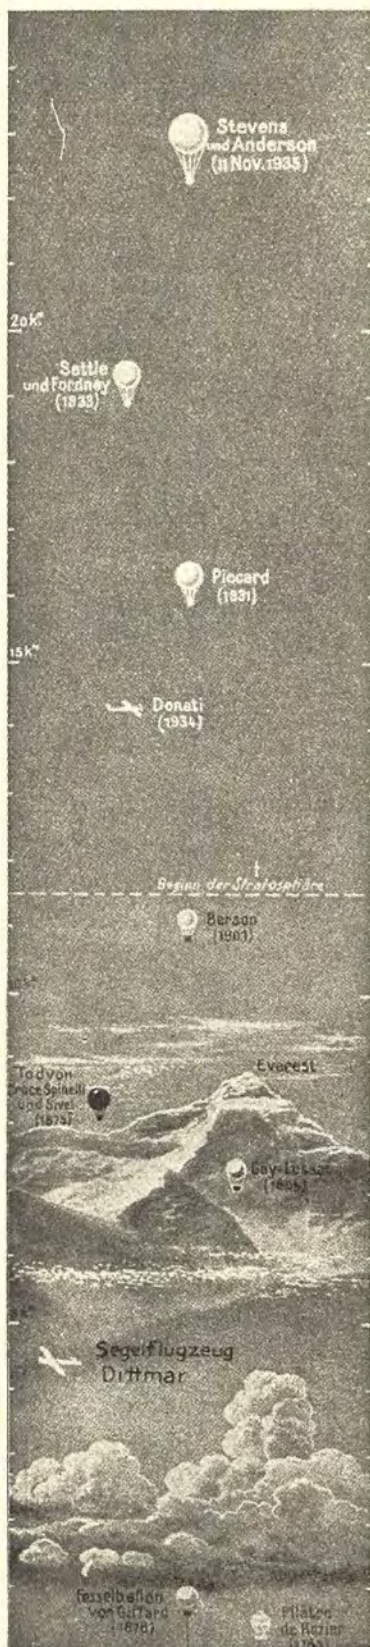 Stevens
und Anderson
(11 Nov. 1935)
20km
Settle
und Fordney
(1933)
Piccard
(1931)
15km
Donati
(1934)
Beginn der Stratosphäre
Berson
(1901)
Tod von
Croce Spinelli
und Sivel
(1875)
Everest
Gay-Lussac
Segelflugzeug
Dittmar
Fesselballon
von Giffard
(1878)
Pilâtre
de Rozier